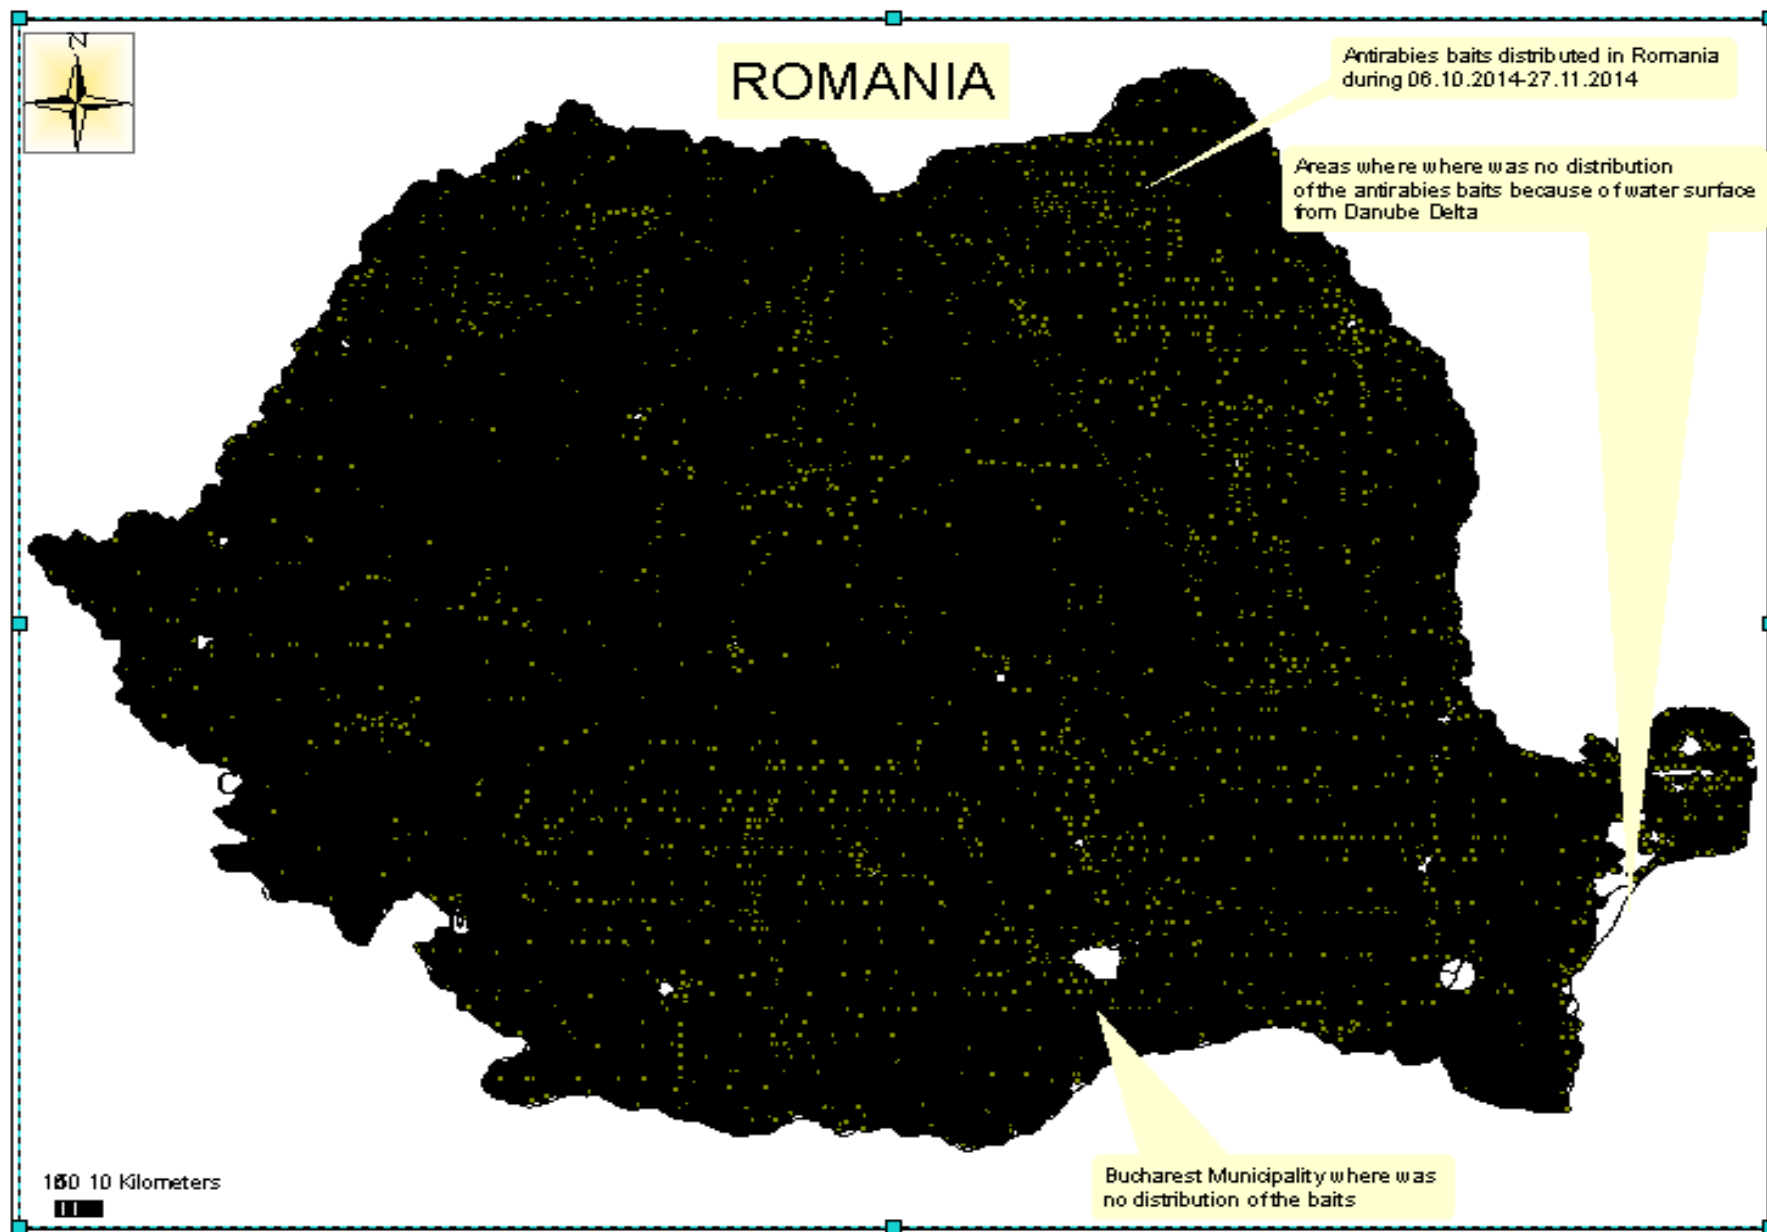 N
ROMANIA
Antirabies baits distributed in Romania
during 06.10.2014-27.11.2014
Areas where where was no distribution
of the antirabies baits because of water surface
from Danube Delta
Bucharest Municipality where was
no distribution of the baits
10 Kilometers